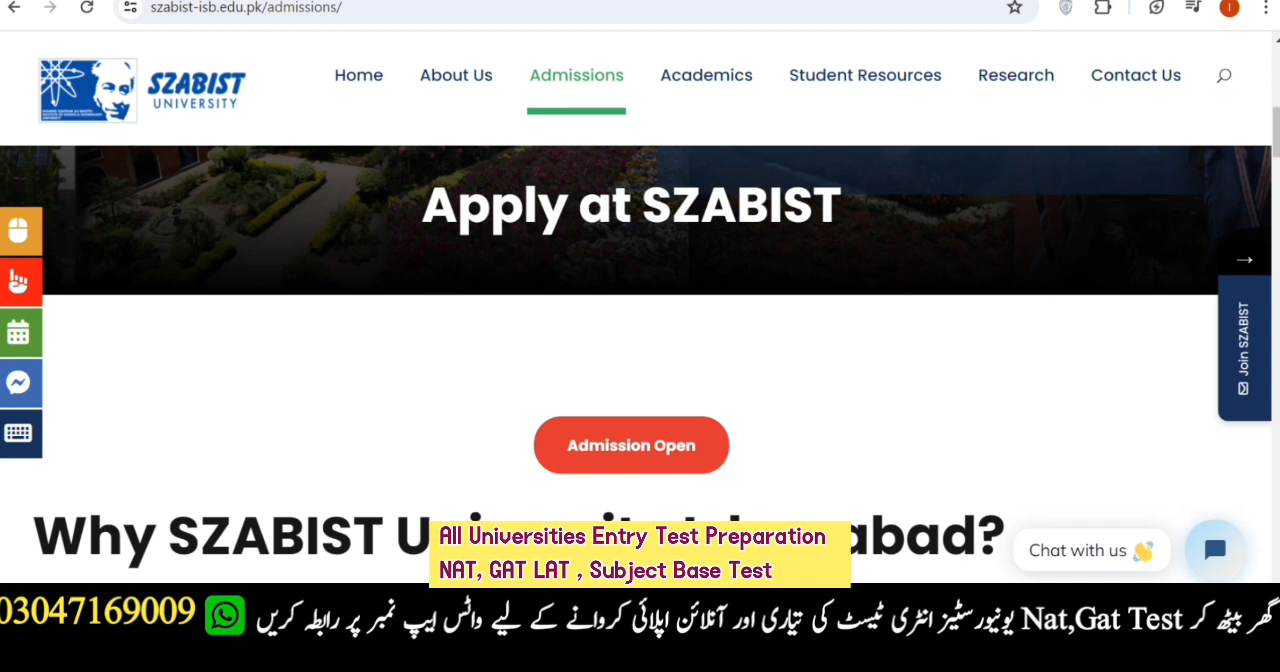 szabist-isb.edu.pk/admissions/
SZABIST
UNIVERSITY
Home About Us Admissions Academics Student Resources Research Contact Us
Apply at SZABIST
Join SZABIST
Admission Open
Why SZABIST abad?
All Universities Entry Test Preparation
NAT, GAT LAT , Subject Base Test
Chat with us 👋
گھر بیٹھ کر Nat,Gat Test یونیورسٹیز انٹری ٹیسٹ کی تیاری اور آنلائن اپلائی کروانے کے لیے واٹس ایپ نمبر پر رابطہ کریں 03047169009